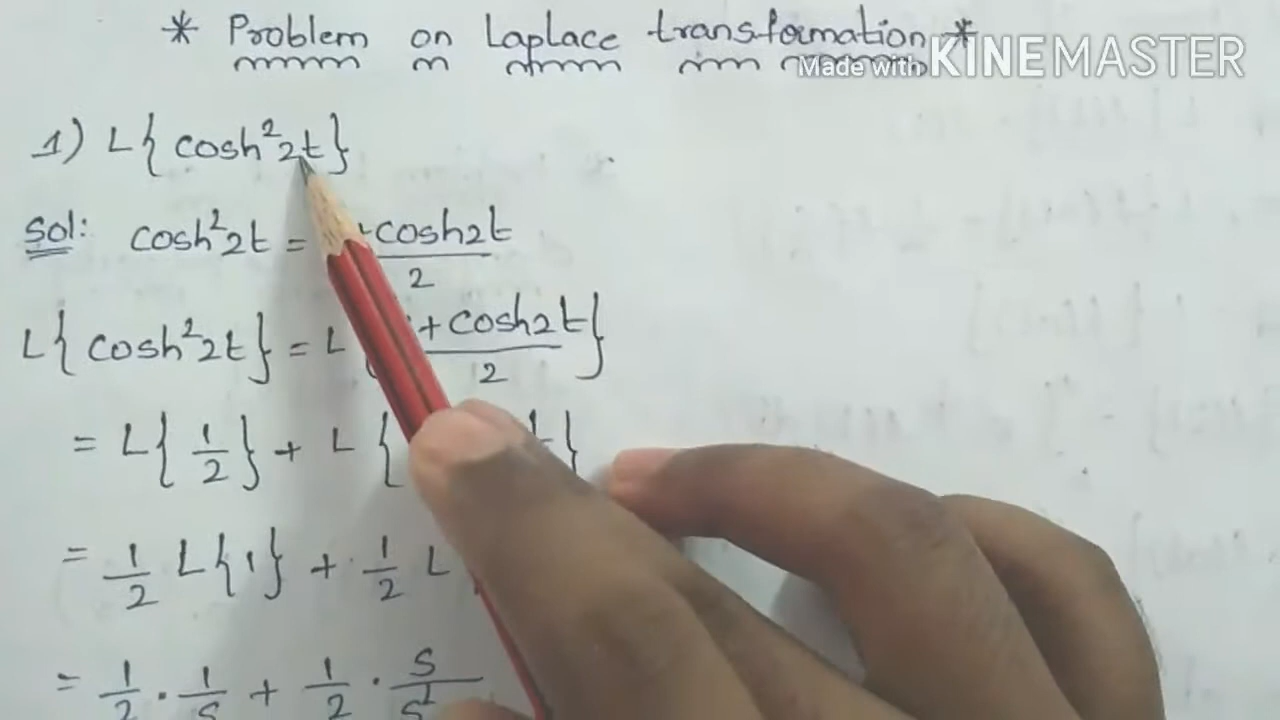 * Problem on Laplace transformation *
Made with KINEMASTER
1) L{cosh²2t}
Sol: cosh²2t = cosh2t / 2
L{cosh²2t} = L + cosh2t} / 2
= L{1/2} + L{ }
= 1/2 L{1} + 1/2 L
= 1/2 · 1/s + 1/2 · s/s²